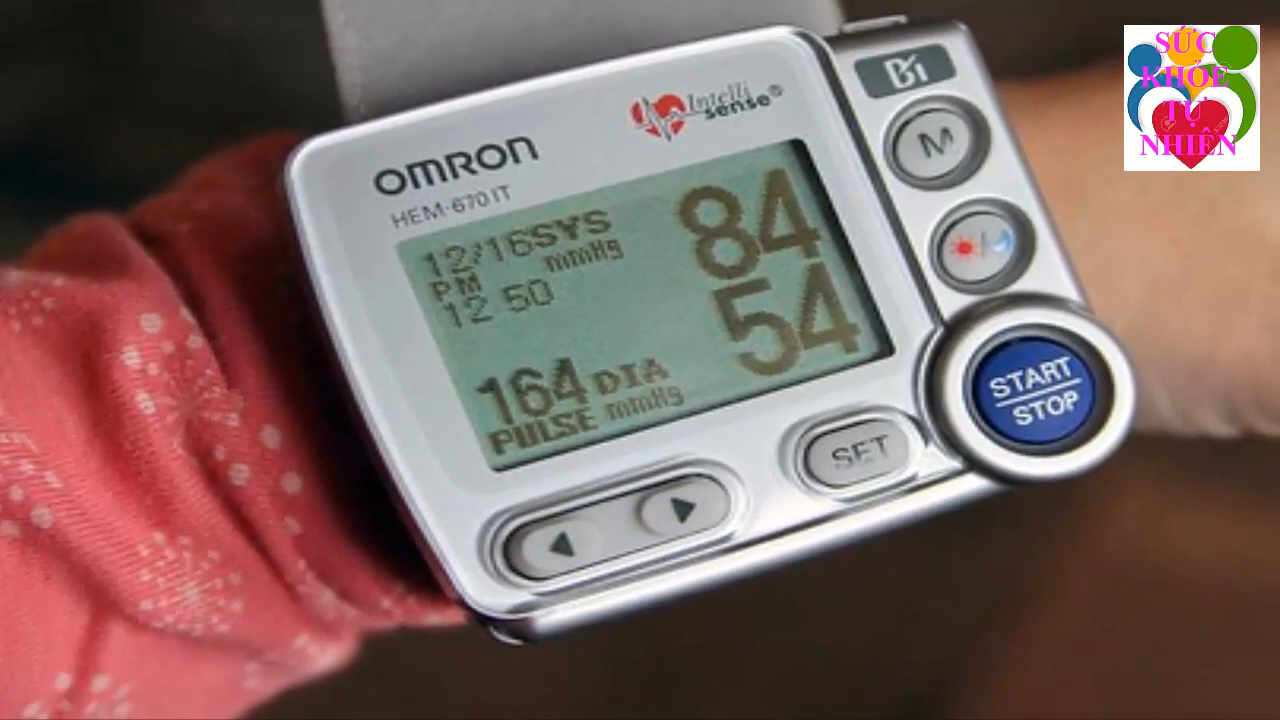 OMRON
HEM-670 IT
Intelli
sense®
12/16 SYS
mmHg
84
PM
12 50
54
164 DIA
PULSE mmHg
M
START
STOP
SET
SỨC
KHỎE
TỰ
NHIÊN